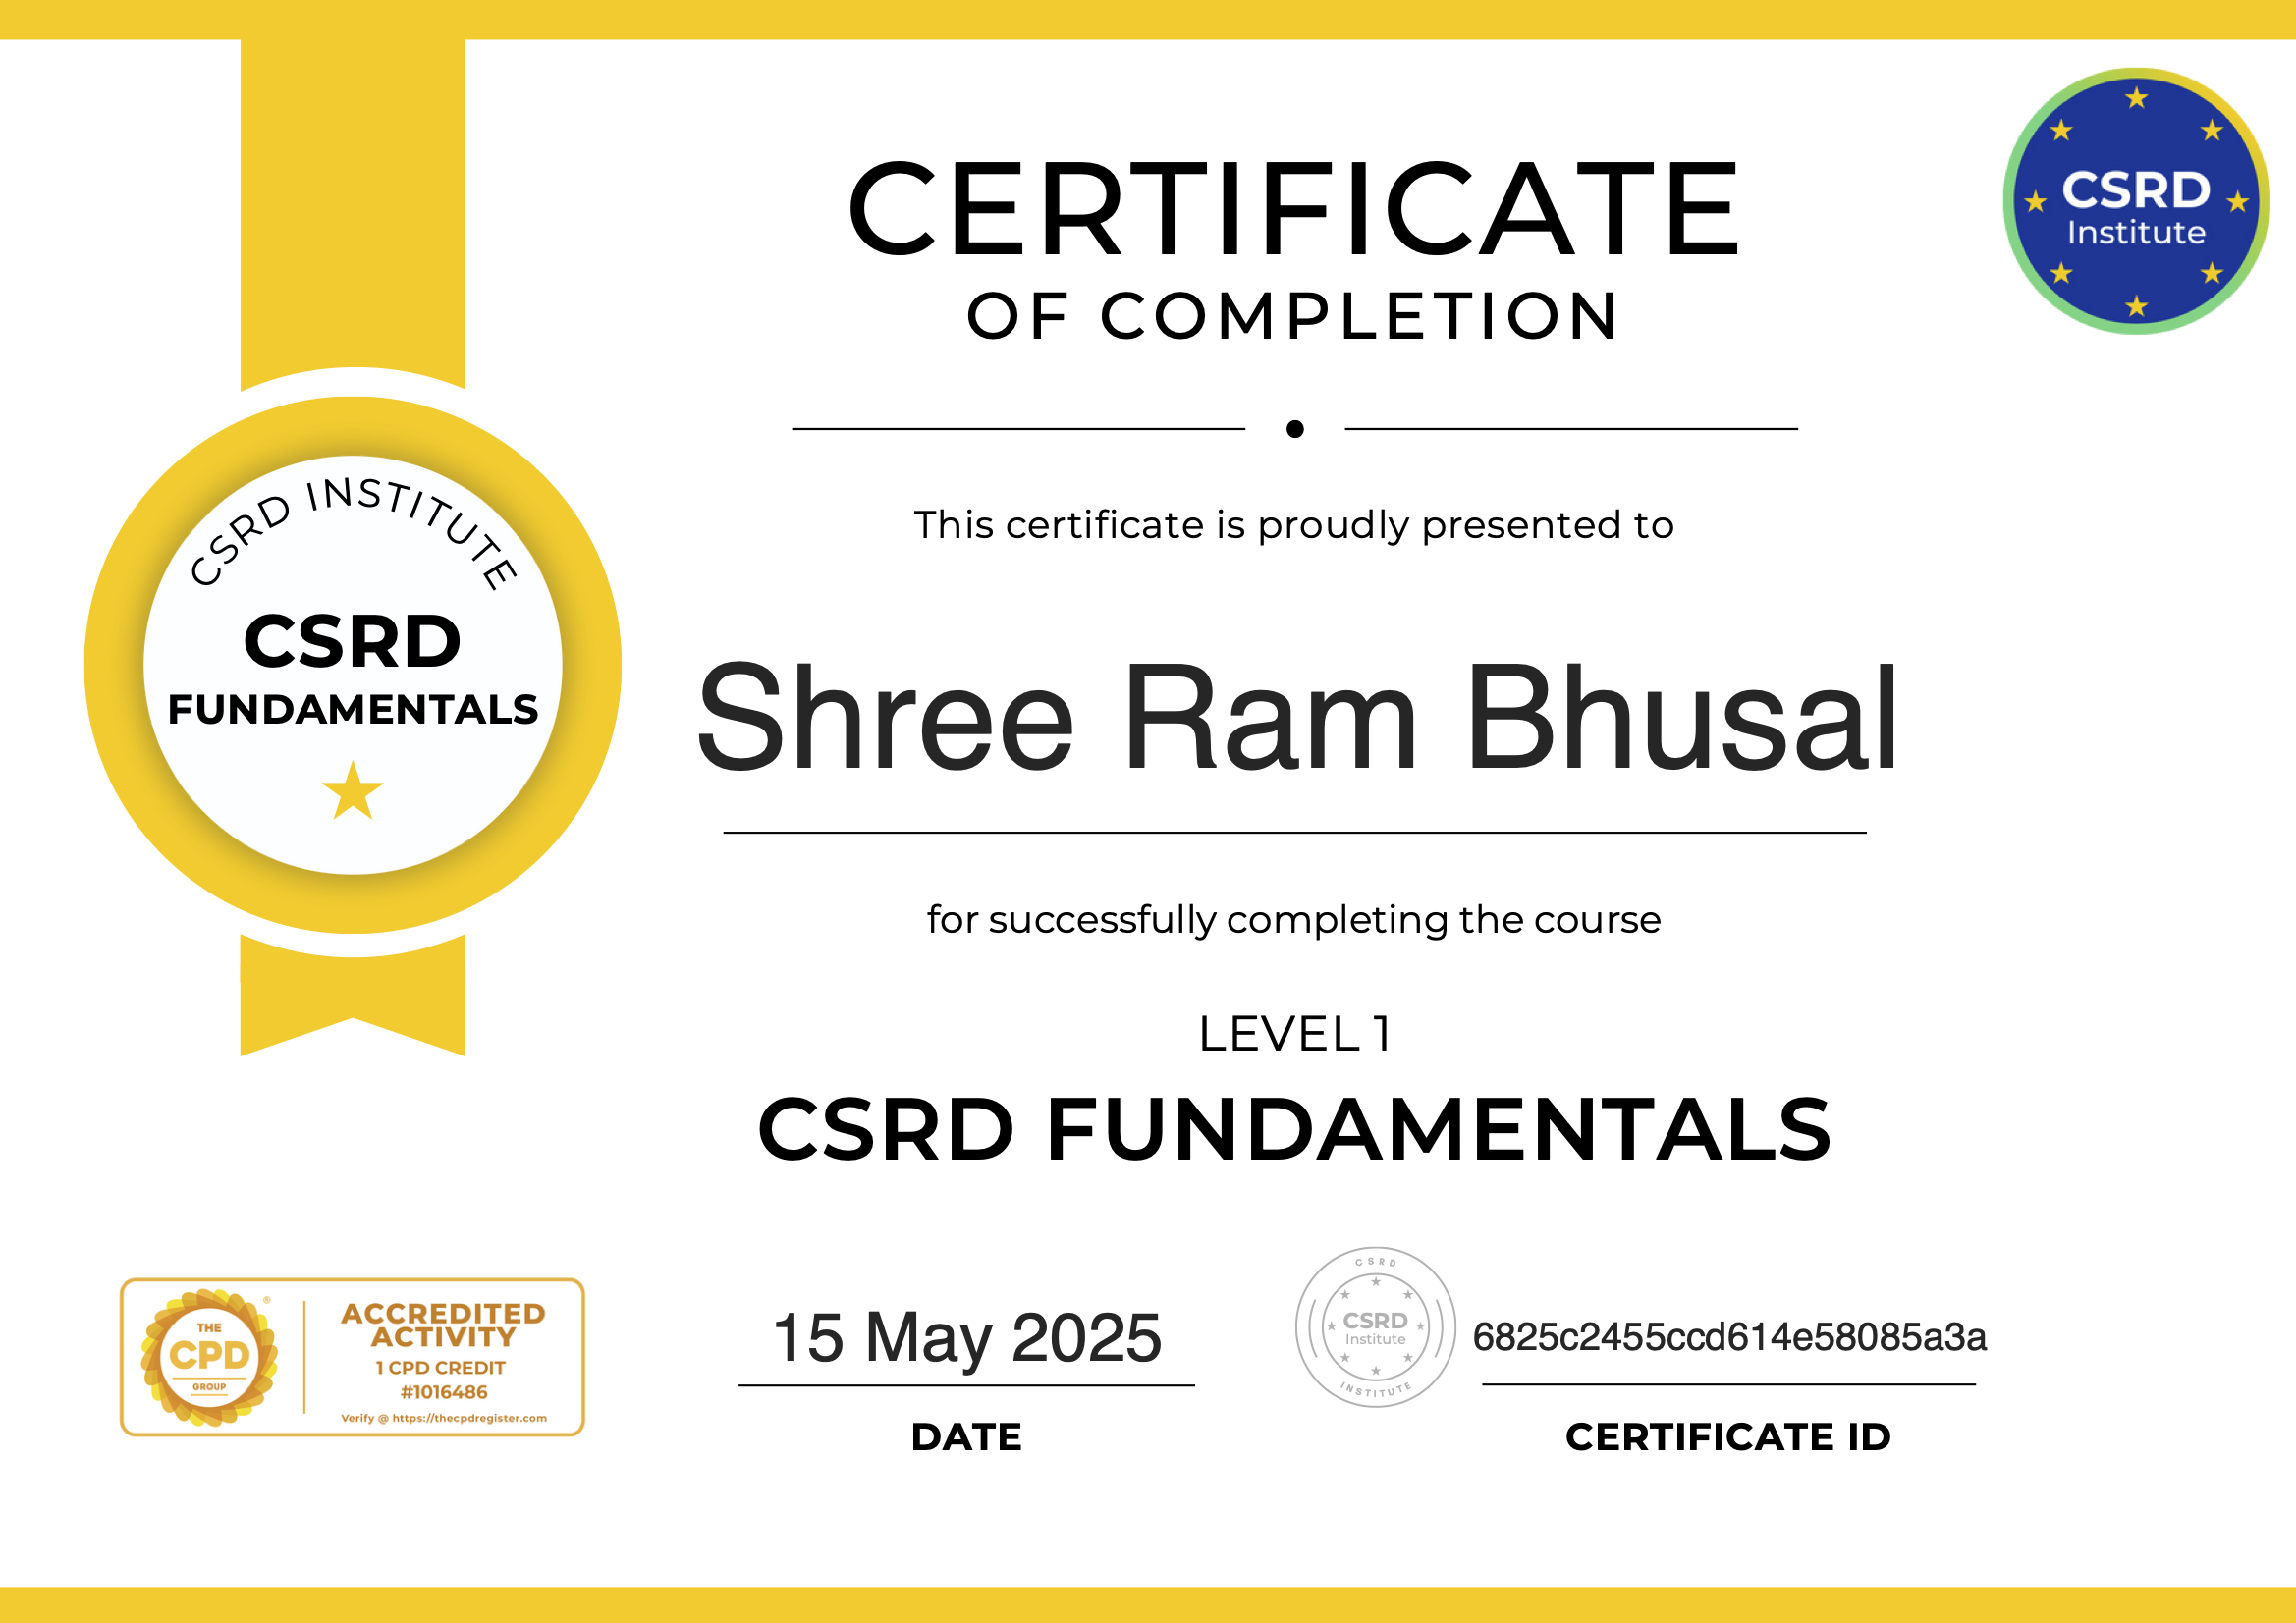 CERTIFICATE
OF COMPLETION
CSRD
Institute
This certificate is proudly presented to
CSRD INSTITUTE
CSRD
FUNDAMENTALS
Shree Ram Bhusal
for successfully completing the course
LEVEL 1
CSRD FUNDAMENTALS
THE
CPD
GROUP
®
ACCREDITED
ACTIVITY
1 CPD CREDIT
#1016486
Verify @ https://thecpdregister.com
15 May 2025
DATE
CSRD
CSRD
Institute
INSTITUTE
6825c2455ccd614e58085a3a
CERTIFICATE ID